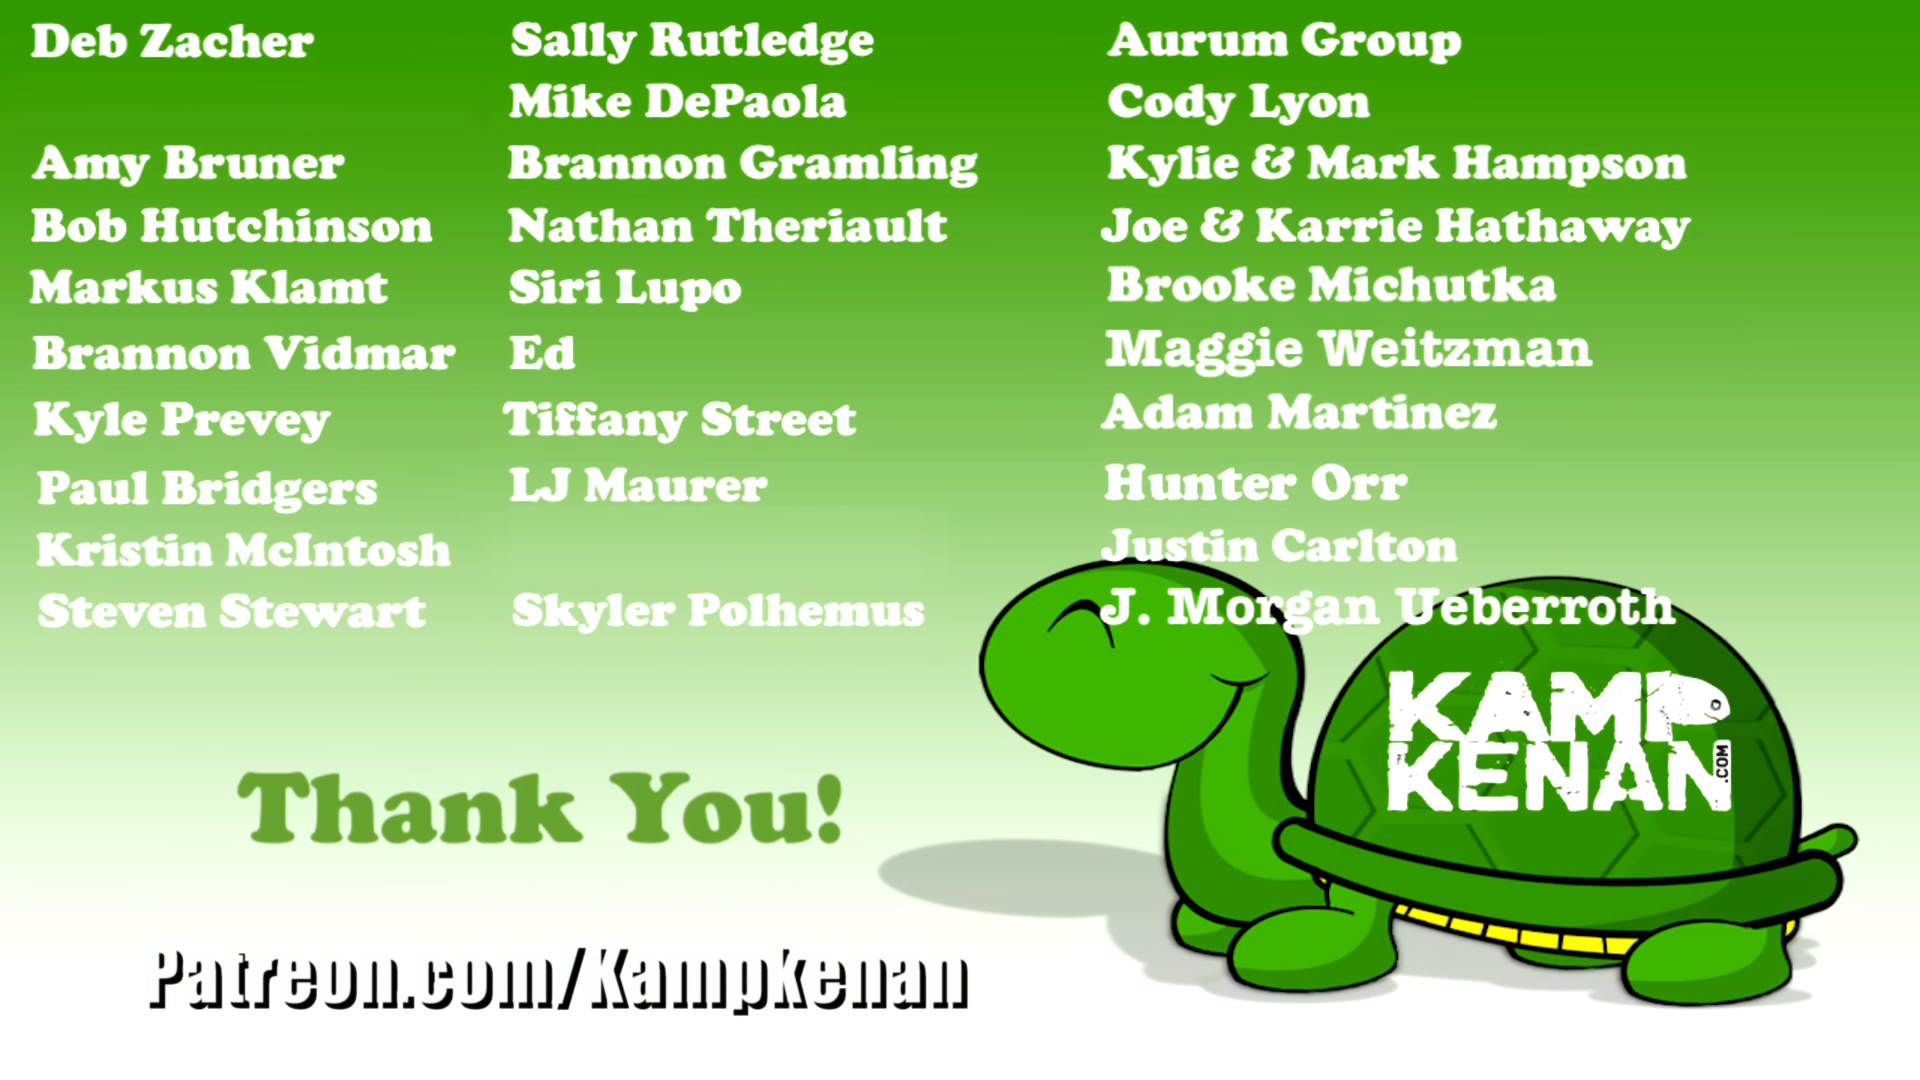 Deb Zacher
Amy Bruner
Bob Hutchinson
Markus Klamt
Brannon Vidmar
Kyle Prevey
Paul Bridgers
Kristin McIntosh
Steven Stewart
Sally Rutledge
Mike DePaola
Brannon Gramling
Nathan Theriault
Siri Lupo
Ed
Tiffany Street
LJ Maurer
Skyler Polhemus
Aurum Group
Cody Lyon
Kylie & Mark Hampson
Joe & Karrie Hathaway
Brooke Michutka
Maggie Weitzman
Adam Martinez
Hunter Orr
Justin Carlton
J. Morgan Ueberroth
KAMP
KENAN.COM
Thank You!
Patreon.com/Kampkenan